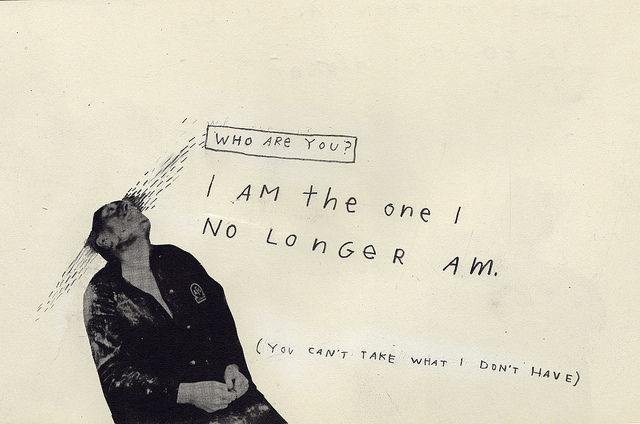 WHO ARE YOU?
I AM the one I
NO LONGER AM.
(YOU CAN'T TAKE WHAT I DON'T HAVE)